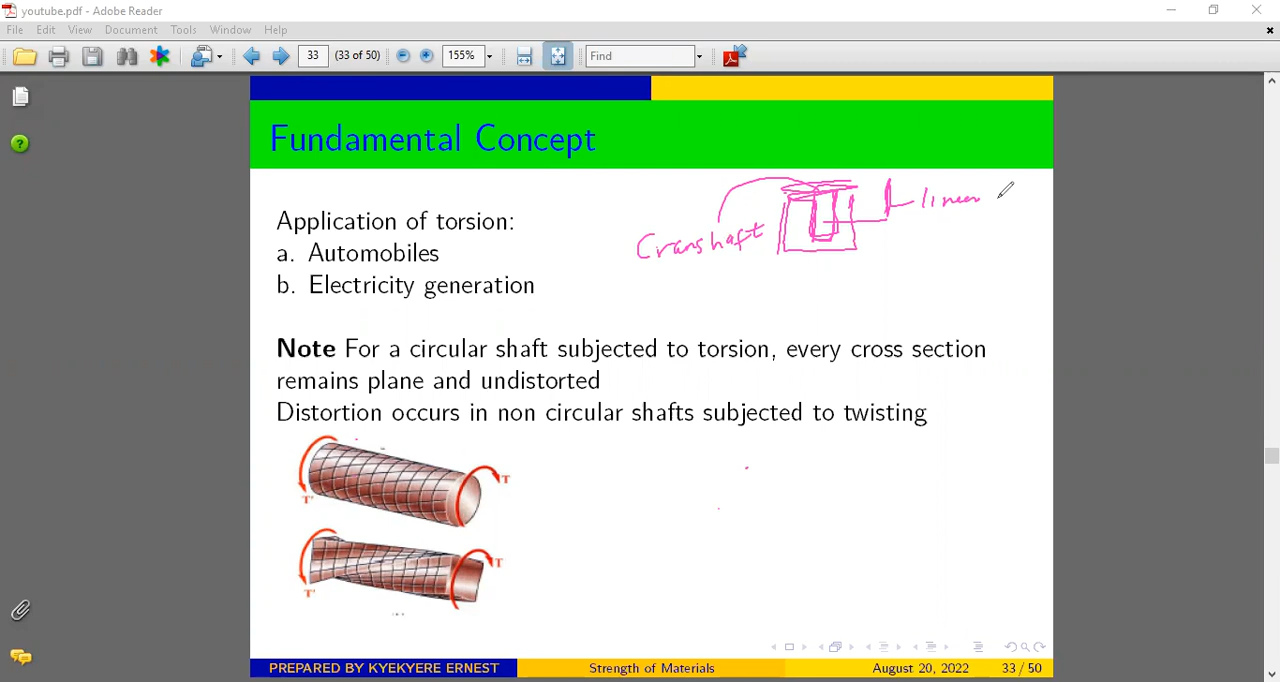 youtube.pdf - Adobe Reader
File Edit View Document Tools Window Help
33 (33 of 50) 155% Find
Fundamental Concept
Application of torsion:
a. Automobiles
b. Electricity generation
Cranshaft
linear
Note For a circular shaft subjected to torsion, every cross section
remains plane and undistorted
Distortion occurs in non circular shafts subjected to twisting
T' T
T' T
PREPARED BY KYEKYERE ERNEST Strength of Materials August 20, 2022 33 / 50